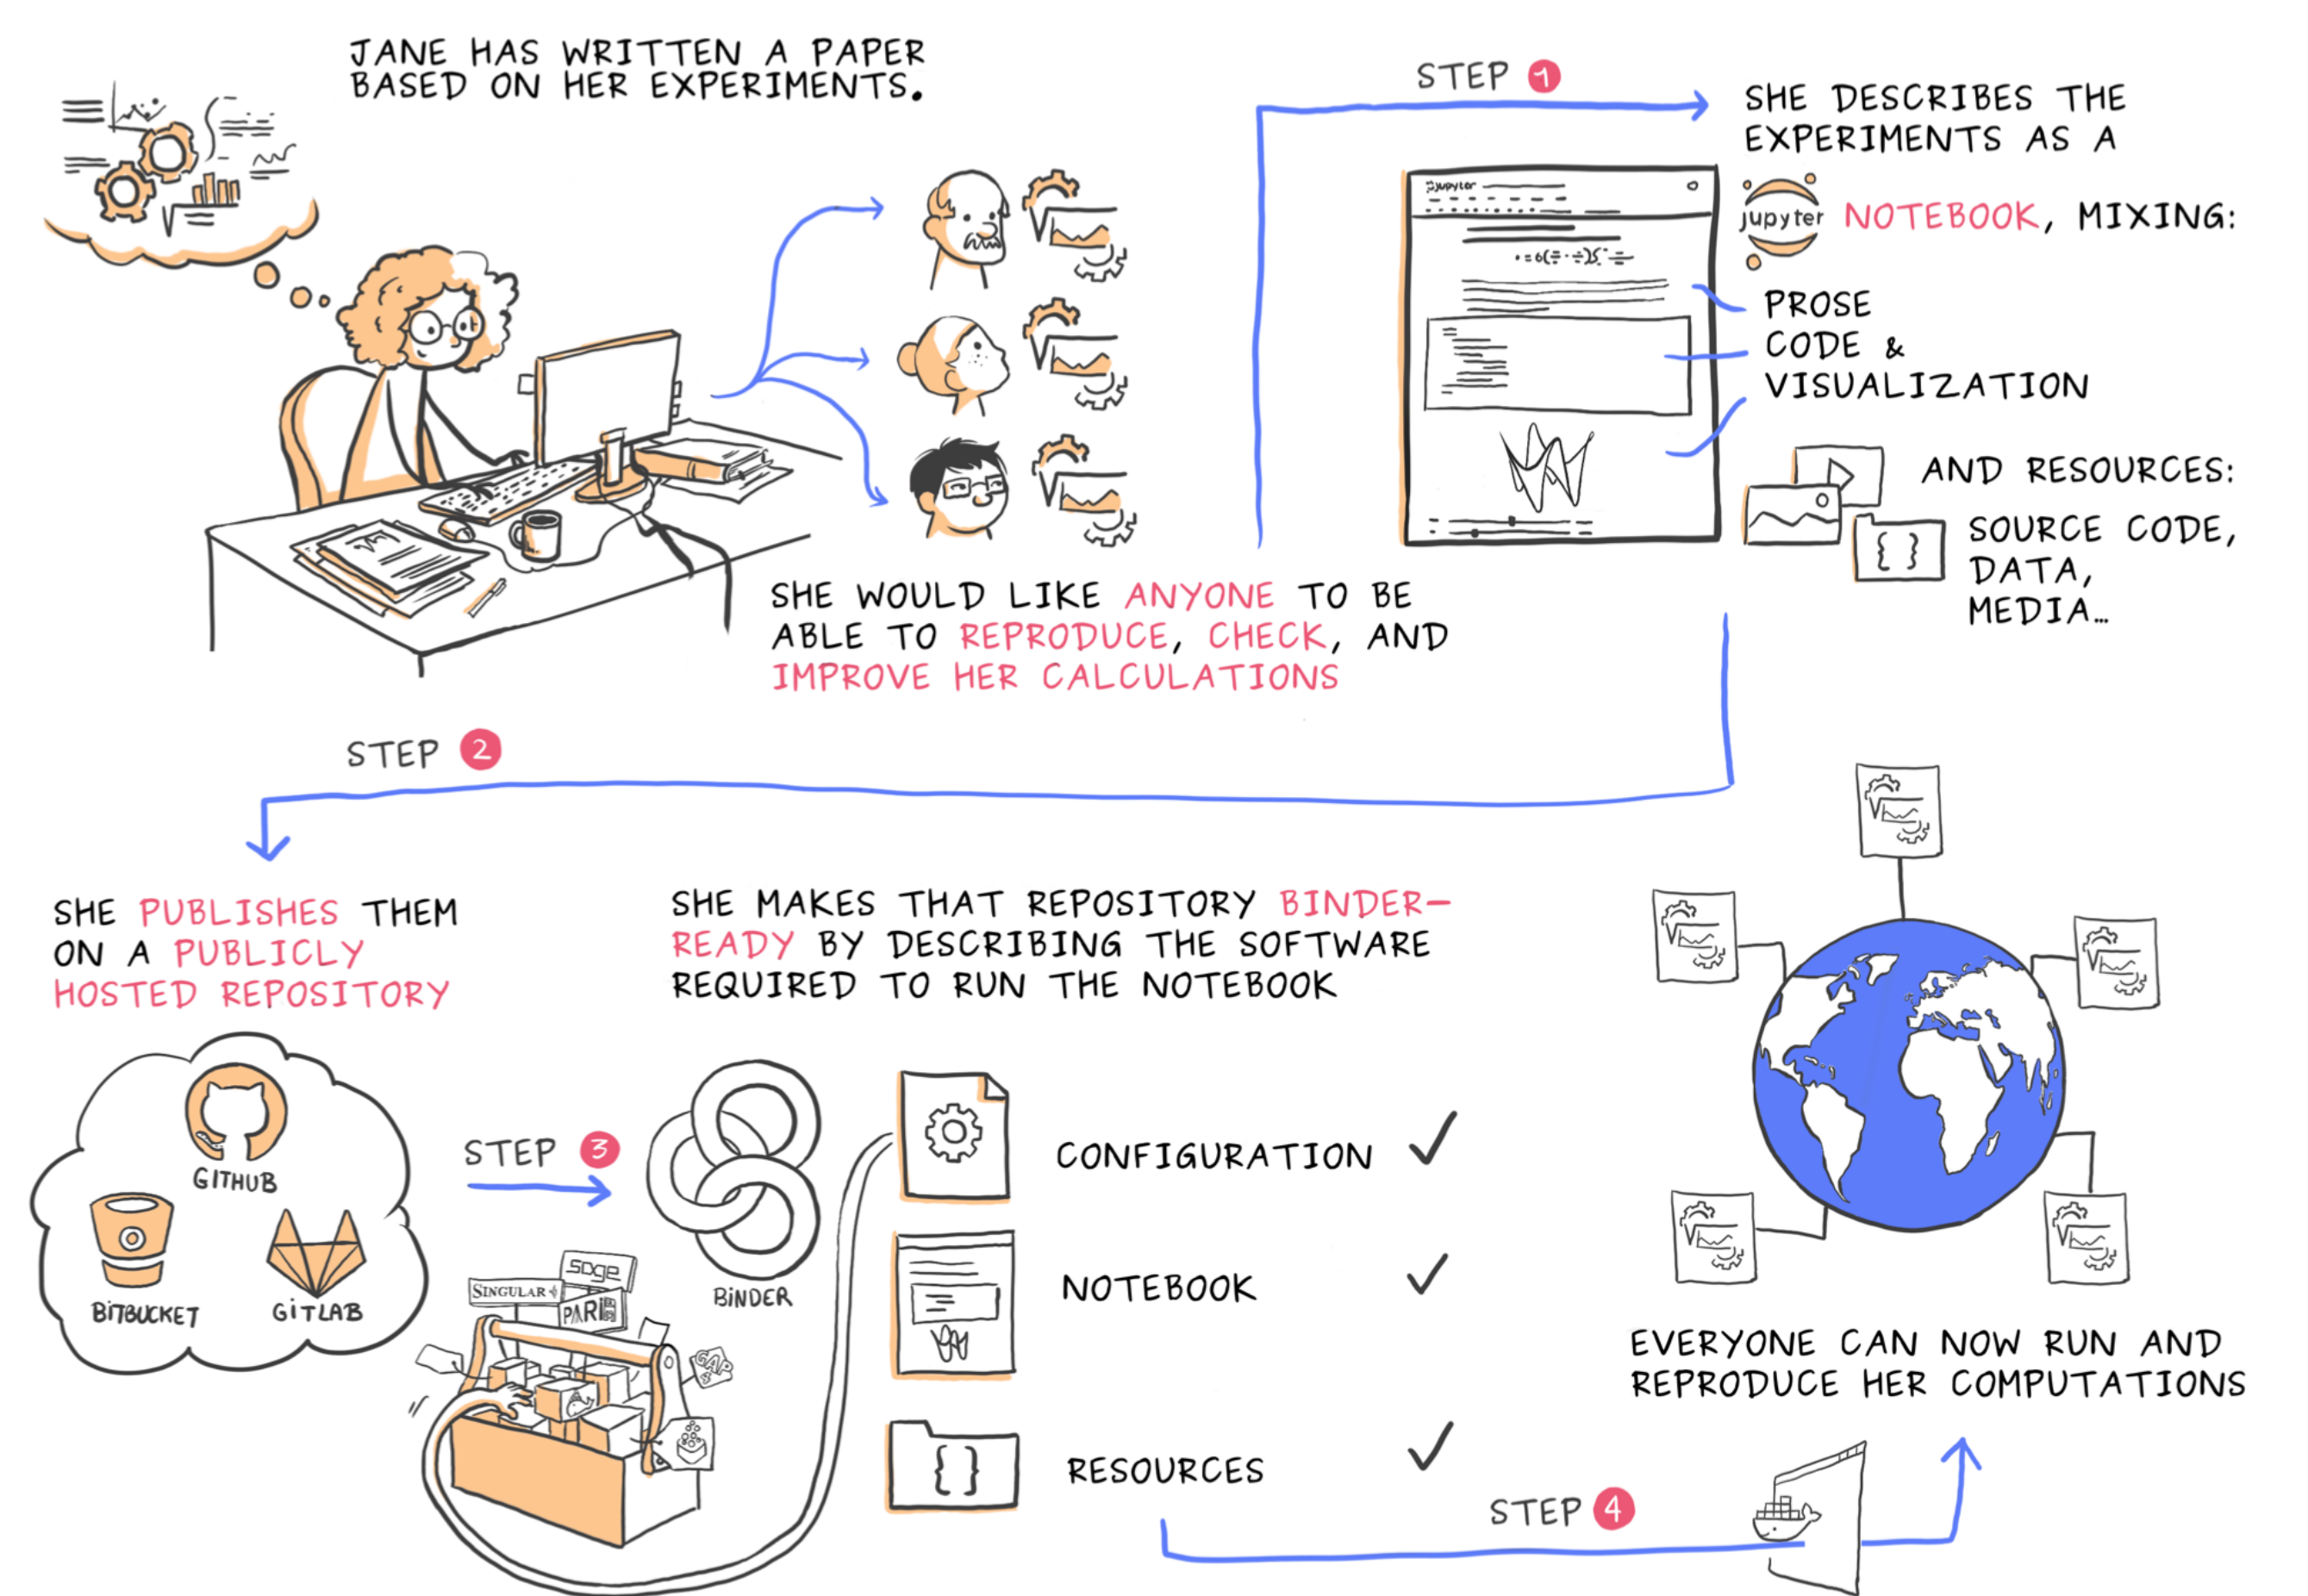 JANE HAS WRITTEN A PAPER
BASED ON HER EXPERIMENTS.
SHE WOULD LIKE ANYONE TO BE
ABLE TO REPRODUCE, CHECK, AND
IMPROVE HER CALCULATIONS
STEP 1
SHE DESCRIBES THE
EXPERIMENTS AS A
jupyter NOTEBOOK, MIXING:
jupyter
PROSE
CODE &
VISUALIZATION
AND RESOURCES:
SOURCE CODE,
DATA,
MEDIA…
STEP 2
SHE PUBLISHES THEM
ON A PUBLICLY
HOSTED REPOSITORY
GITHUB
BITBUCKET
GITLAB
STEP 3
SHE MAKES THAT REPOSITORY BINDER-
READY BY DESCRIBING THE SOFTWARE
REQUIRED TO RUN THE NOTEBOOK
BINDER
sage
SINGULAR
PARI
GAP
CONFIGURATION
NOTEBOOK
RESOURCES
STEP 4
EVERYONE CAN NOW RUN AND
REPRODUCE HER COMPUTATIONS